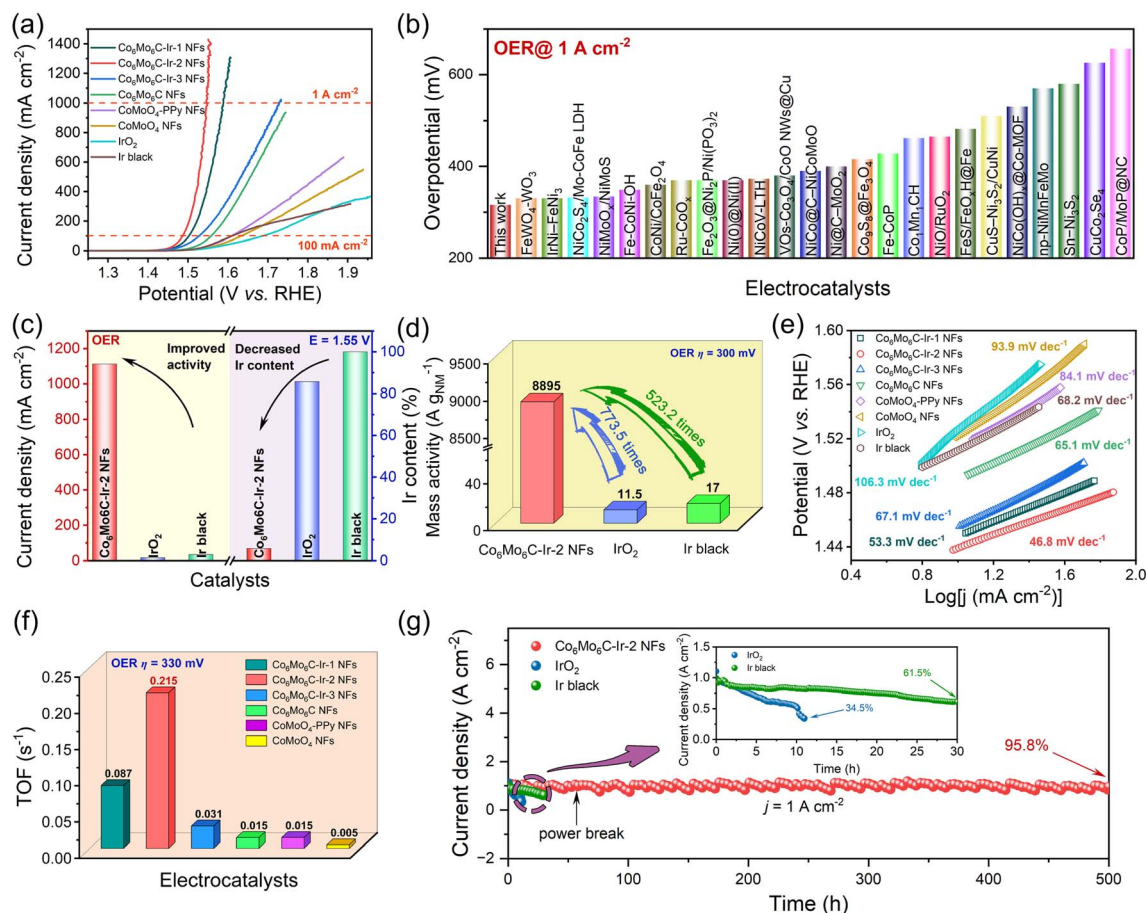 (a)
Current density (mA cm⁻²)
1400
1200
1000
800
600
400
200
0
Co₆Mo₆C-Ir-1 NFs
Co₆Mo₆C-Ir-2 NFs
Co₆Mo₆C-Ir-3 NFs
Co₆Mo₆C NFs
CoMoO₄-PPy NFs
CoMoO₄ NFs
IrO₂
Ir black
1 A cm⁻²
100 mA cm⁻²
1.3 1.4 1.5 1.6 1.7 1.8 1.9
Potential (V vs. RHE)
(b)
OER@ 1 A cm⁻²
Overpotential (mV)
600
400
200
This work
FeWO₄-WO₃
IrNi-FeNi₃
NiCo₂S₄/Mo-CoFe LDH
NiMoOₓ/NiMoS
Fe-CoNi-OH
CoNi/CoFe₂O₄
Ru-CoOₓ
Fe₂O₃@Ni₂P/Ni(PO₃)₂
Ni(0)@Ni(II)
NiCoV-LTH
VOs-Co₃O₄/CoO NWs@Cu
NiCo@C-NiCoMoO
Ni@C-MoO₂
Co₉S₈@Fe₃O₄
Fe-CoP
Co₁Mn₁CH
NiO/RuO₂
FeS/FeOₓH@Fe
CuS-Ni₃S₂/CuNi
NiCo(OH)ₓ@Co-MOF
np-NiMnFeMo
Sn-Ni₃S₂
CuCo₂Se₄
CoP/MoP@NC
Electrocatalysts
(c)
Current density (mA cm⁻²)
1200
1000
800
600
400
200
0
OER
E = 1.55 V
Improved
activity
Decreased
Ir content
Co₆Mo6C-Ir-2 NFs
IrO₂
Ir black
Co₆Mo6C-Ir-2 NFs
IrO₂
Ir black
100
80
60
40
20
0
Ir content (%)
Catalysts
(d)
OER η = 300 mV
Mass activity (A gNM⁻¹)
9500
9000
8500
40
0
8895
773.5 times
523.2 times
11.5
17
Co₆Mo₆C-Ir-2 NFs
IrO₂
Ir black
(e)
Potential (V vs. RHE)
1.60
1.56
1.52
1.48
1.44
Co₆Mo₆C-Ir-1 NFs
Co₆Mo₆C-Ir-2 NFs
Co₆Mo₆C-Ir-3 NFs
Co₆Mo₆C NFs
CoMoO₄-PPy NFs
CoMoO₄ NFs
IrO₂
Ir black
93.9 mV dec⁻¹
84.1 mV dec⁻¹
68.2 mV dec⁻¹
65.1 mV dec⁻¹
106.3 mV dec⁻¹
67.1 mV dec⁻¹
53.3 mV dec⁻¹
46.8 mV dec⁻¹
0.4 0.8 1.2 1.6 2.0
Log[j (mA cm⁻²)]
(f)
OER η = 330 mV
TOF (s⁻¹)
0.25
0.20
0.15
0.10
0.05
0.00
Co₆Mo₆C-Ir-1 NFs
Co₆Mo₆C-Ir-2 NFs
Co₆Mo₆C-Ir-3 NFs
Co₆Mo₆C NFs
CoMoO₄-PPy NFs
CoMoO₄ NFs
0.087
0.215
0.031
0.015
0.015
0.005
Electrocatalysts
(g)
Current density (A cm⁻²)
6
4
2
0
−2
Co₆Mo₆C-Ir-2 NFs
IrO₂
Ir black
Current density (A cm⁻²)
1.5
1.0
0.5
0.0
IrO₂
Ir black
61.5%
34.5%
0 5 10 15 20 25 30
Time (h)
95.8%
power break
j = 1 A cm⁻²
0 100 200 300 400 500
Time (h)